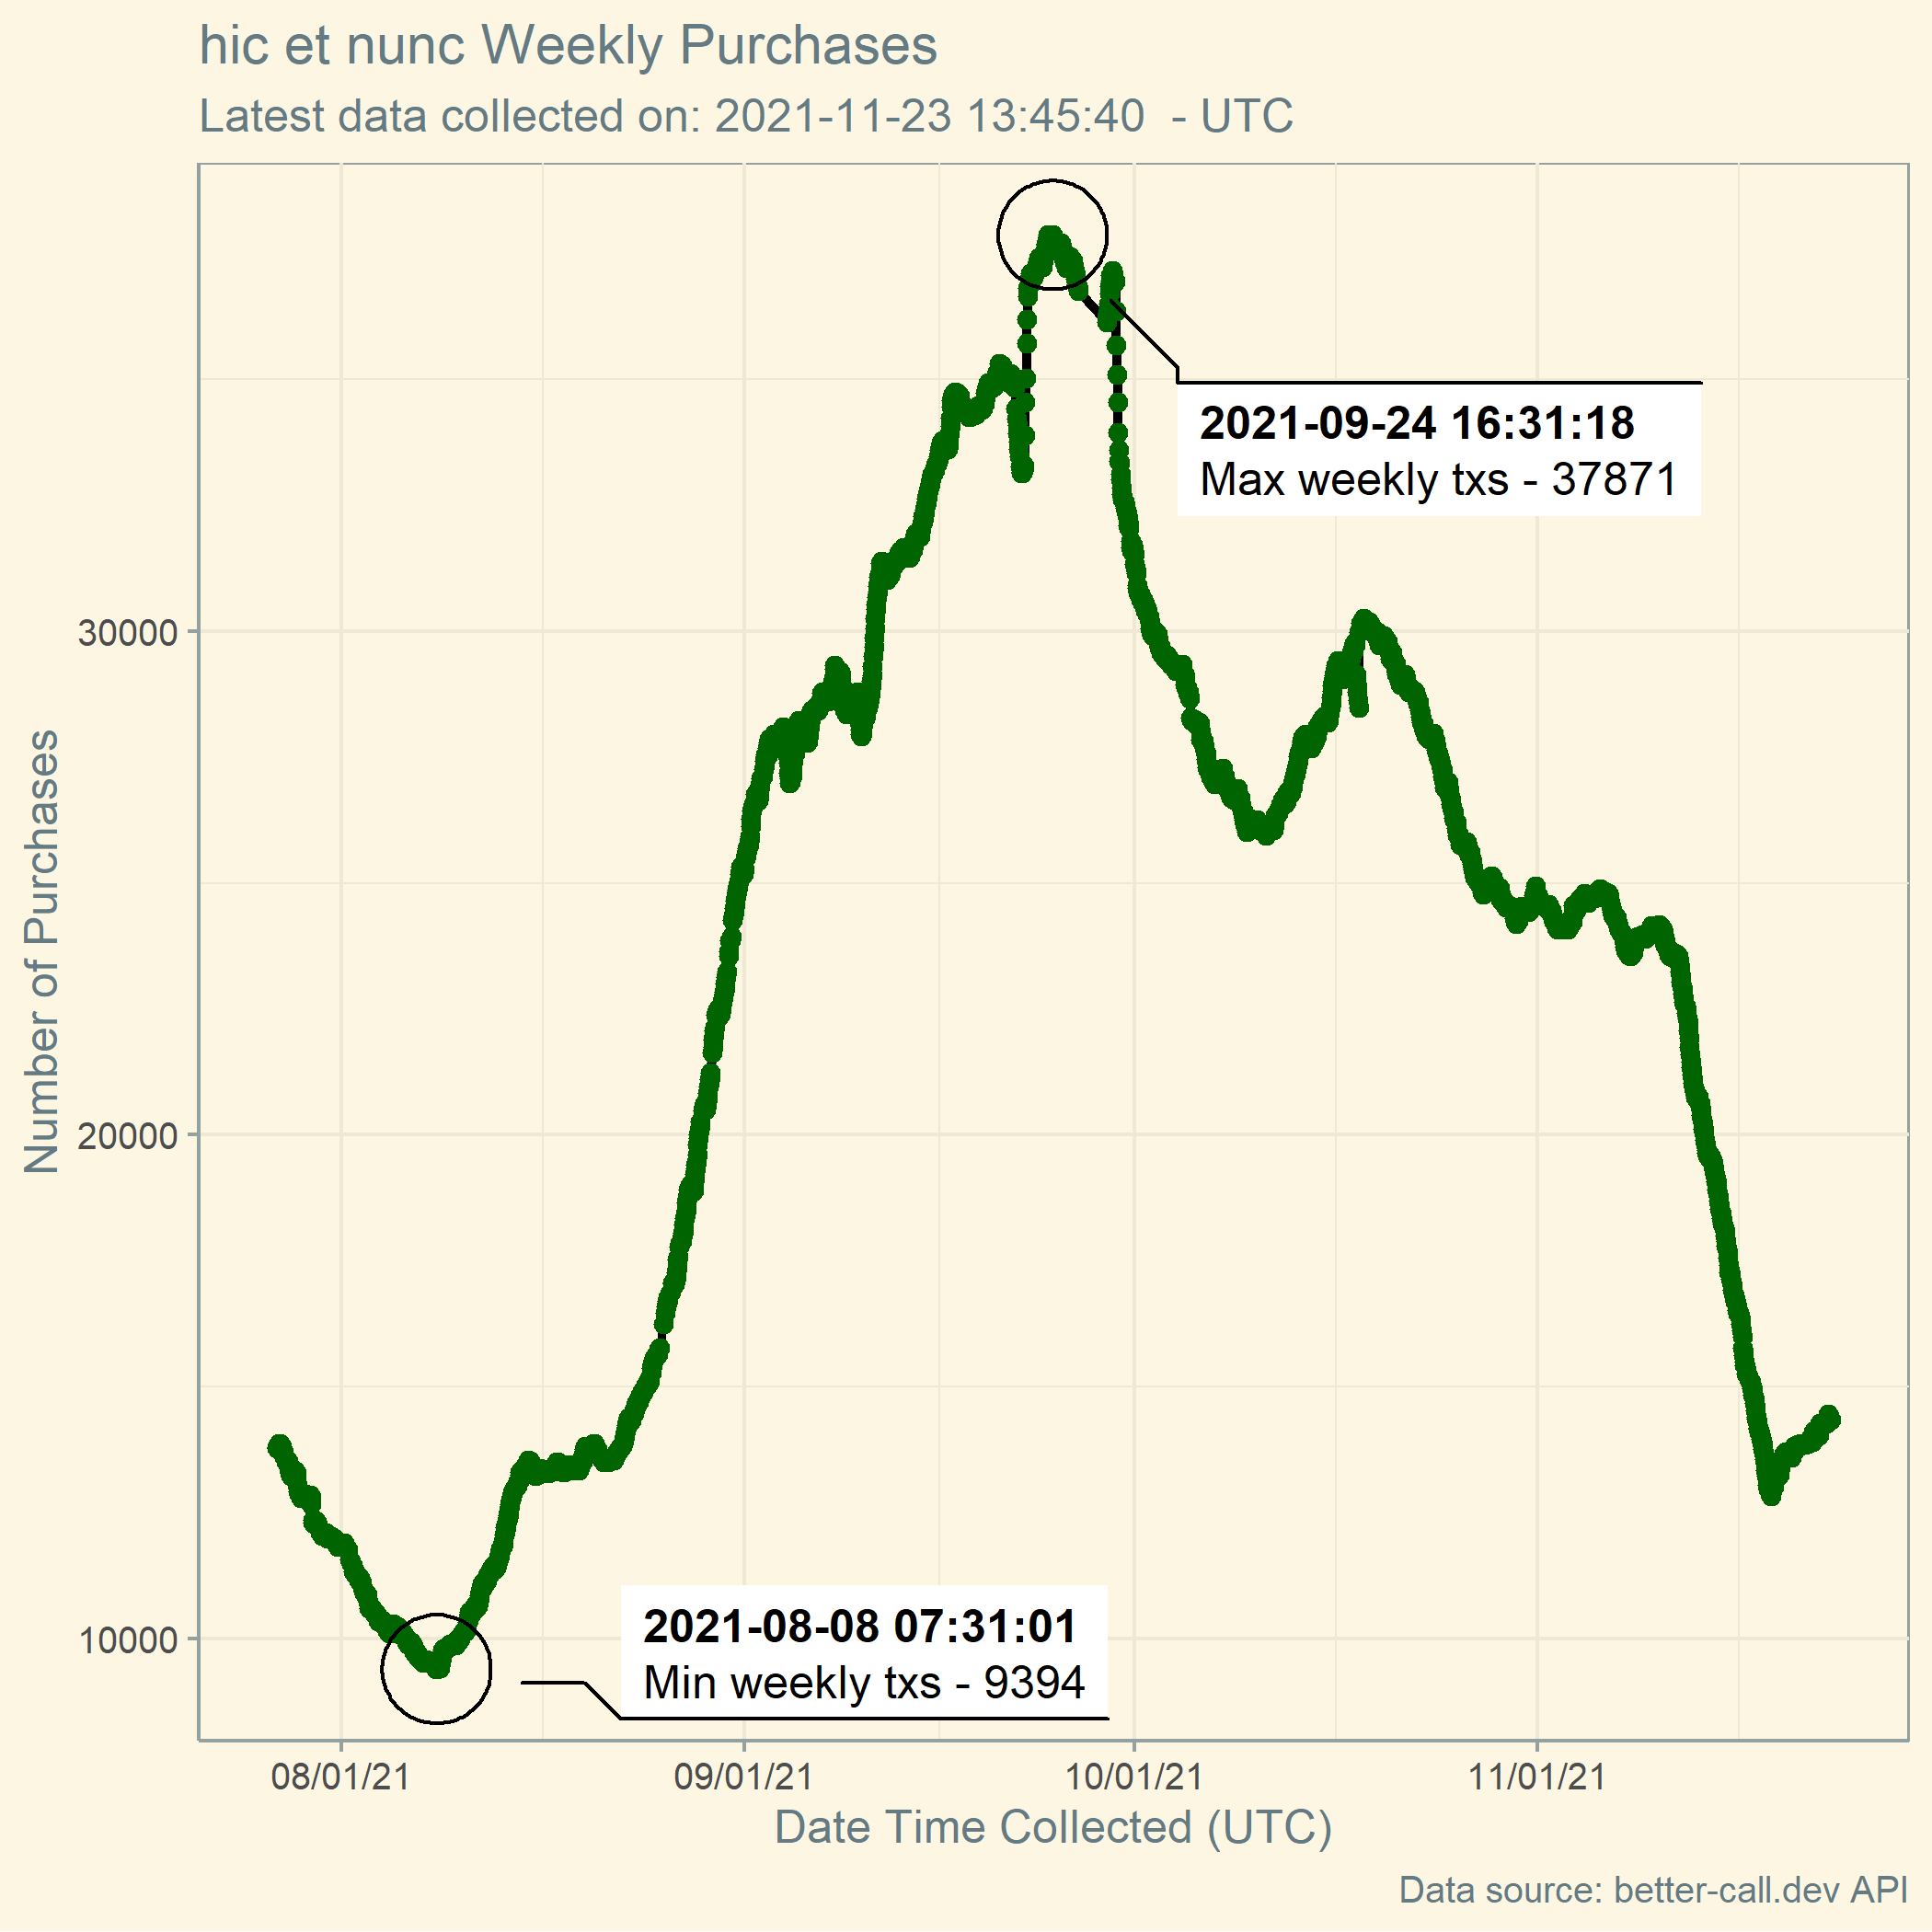 hic et nunc Weekly Purchases
Latest data collected on: 2021-11-23 13:45:40  - UTC
2021-09-24 16:31:18
Max weekly txs - 37871
30000
20000
10000
Number of Purchases
2021-08-08 07:31:01
Min weekly txs - 9394
08/01/21
09/01/21
10/01/21
11/01/21
Date Time Collected (UTC)
Data source: better-call.dev API